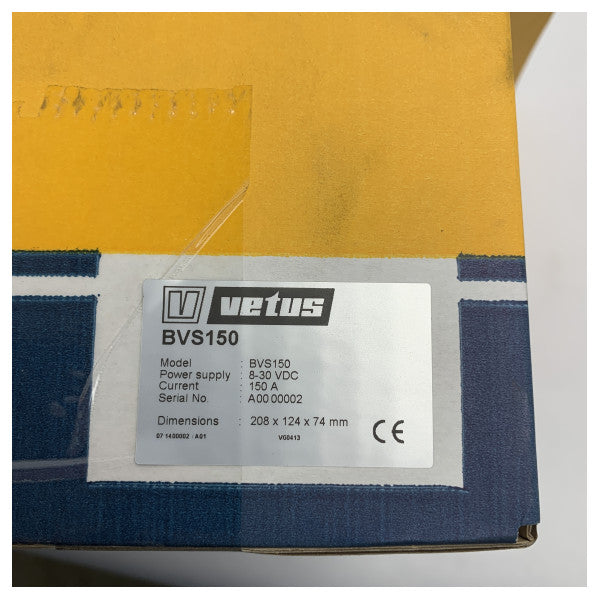 V vetus
BVS150
Model : BVS150
Power supply : 8-30 VDC
Current : 150 A
Serial No. : A00 00002
Dimensions : 208 x 124 x 74 mm
07 1400002 - A01 VG0413 CE